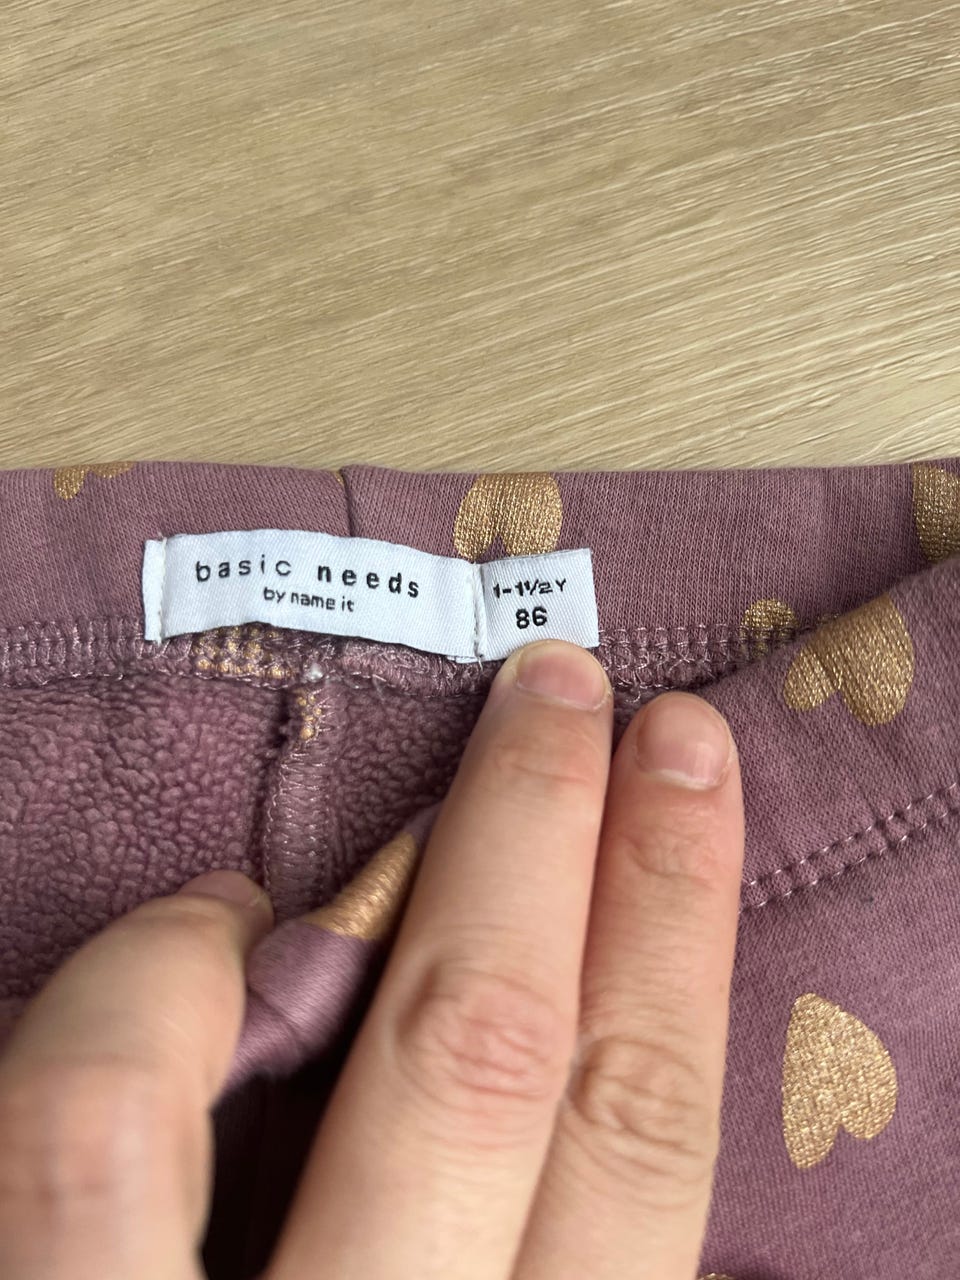 basic needs
by name it
1-1½Y
86